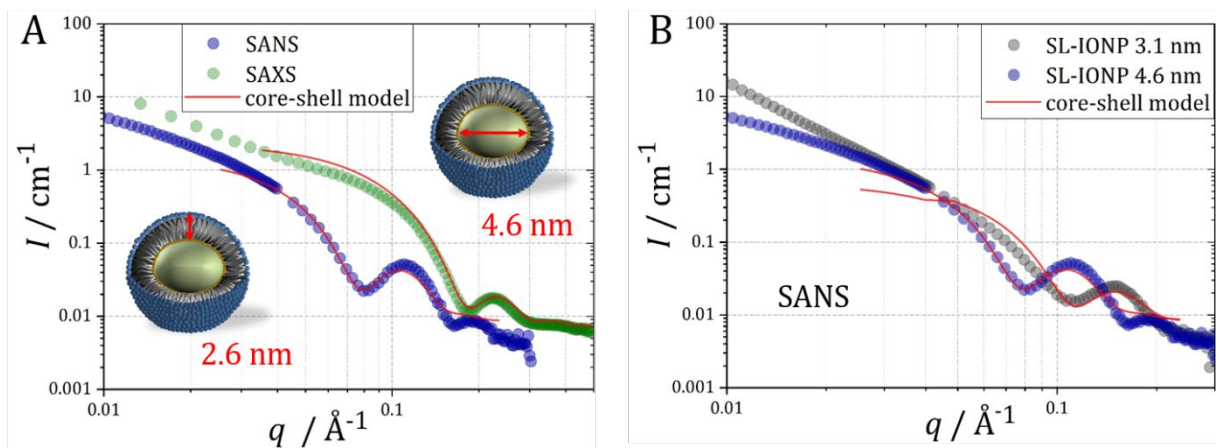 A
SANS
SAXS
core-shell model
4.6 nm
2.6 nm
100
10
1
0.1
0.01
0.001
I / cm⁻¹
0.01
0.1
q / Å⁻¹
B
SL-IONP 3.1 nm
SL-IONP 4.6 nm
core-shell model
SANS
100
10
1
0.1
0.01
0.001
I / cm⁻¹
0.01
0.1
q / Å⁻¹